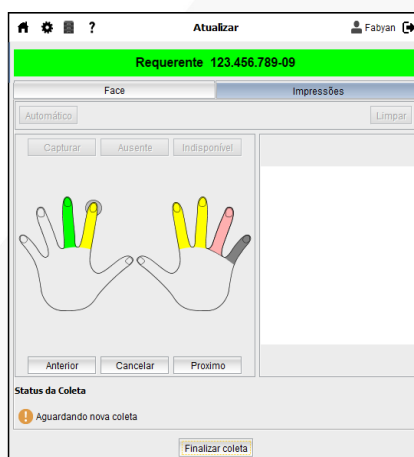 ? Atualizar Fabyan
Requerente 123.456.789-09
Face Impressões
Automático Limpar
Capturar Ausente Indisponível
Anterior Cancelar Proximo
Status da Coleta
! Aguardando nova coleta
Finalizar coleta